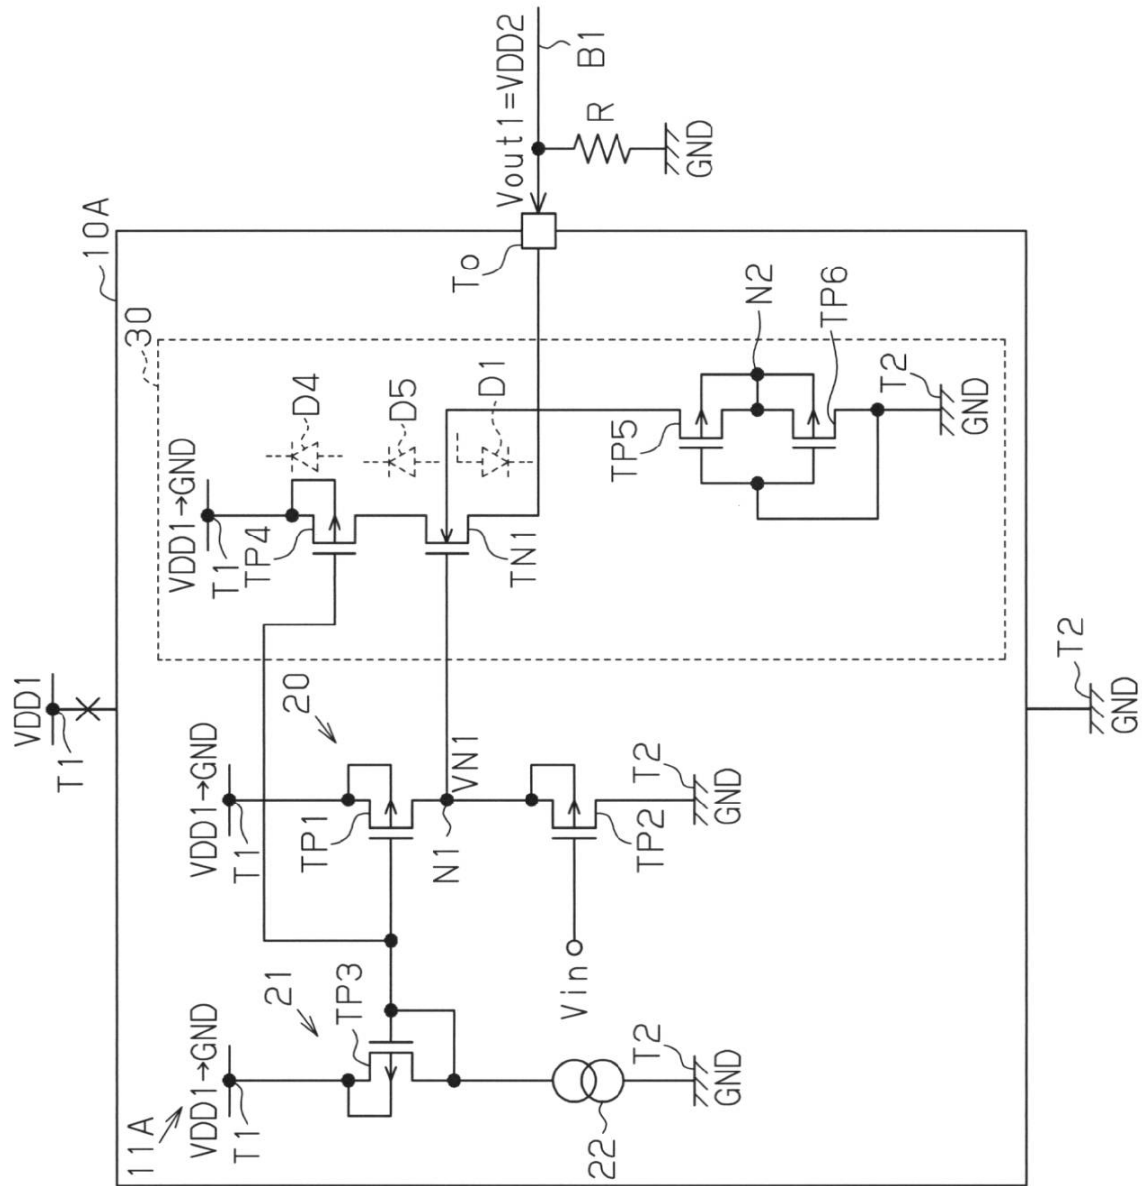 VDD1
T1
10A
30
11A
VDD1→GND
T1
21
TP3
22
T2
GND
VDD1→GND
T1
20
TP1
N1
VN1
Vin
TP2
T2
GND
VDD1→GND
T1
TP4
D4
D5
D1
TN1
TP5
N2
TP6
T2
GND
To
Vout1=VDD2
B1
R
GND
T2
GND